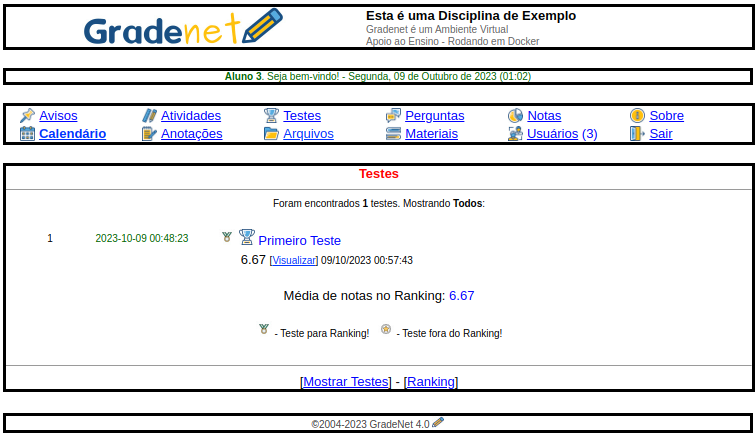 Gradenet
Esta é uma Disciplina de Exemplo
Gradenet é um Ambiente Virtual
Apoio ao Ensino - Rodando em Docker
Aluno 3. Seja bem-vindo! - Segunda, 09 de Outubro de 2023 (01:02)
Avisos Atividades Testes Perguntas Notas Sobre
Calendário Anotações Arquivos Materiais Usuários (3) Sair
Testes
Foram encontrados 1 testes. Mostrando Todos:
1 2023-10-09 00:48:23 Primeiro Teste
6.67 [Visualizar] 09/10/2023 00:57:43
Média de notas no Ranking: 6.67
- Teste para Ranking! - Teste fora do Ranking!
[Mostrar Testes] - [Ranking]
©2004-2023 GradeNet 4.0